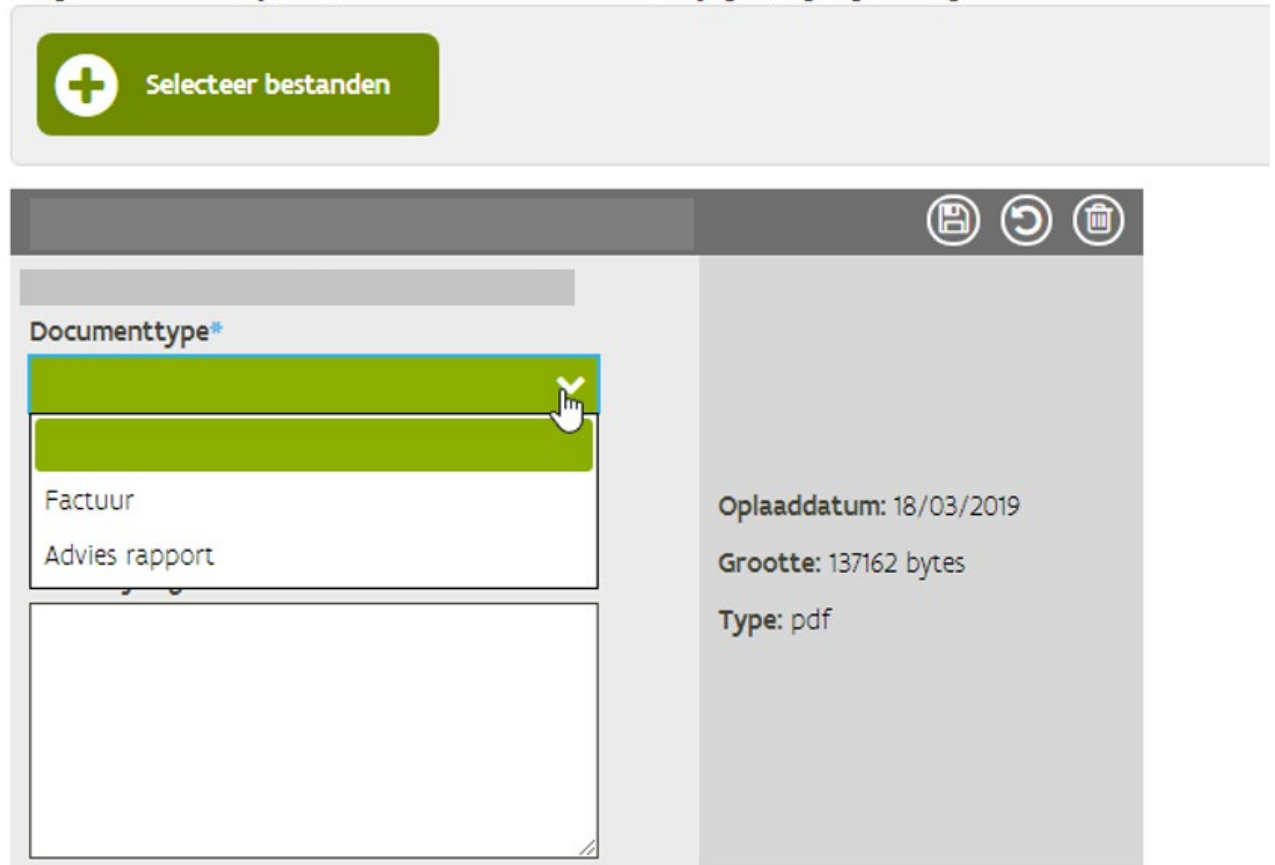 Selecteer bestanden
Documenttype*
Factuur
Advies rapport
Oplaaddatum: 18/03/2019
Grootte: 137162 bytes
Type: pdf